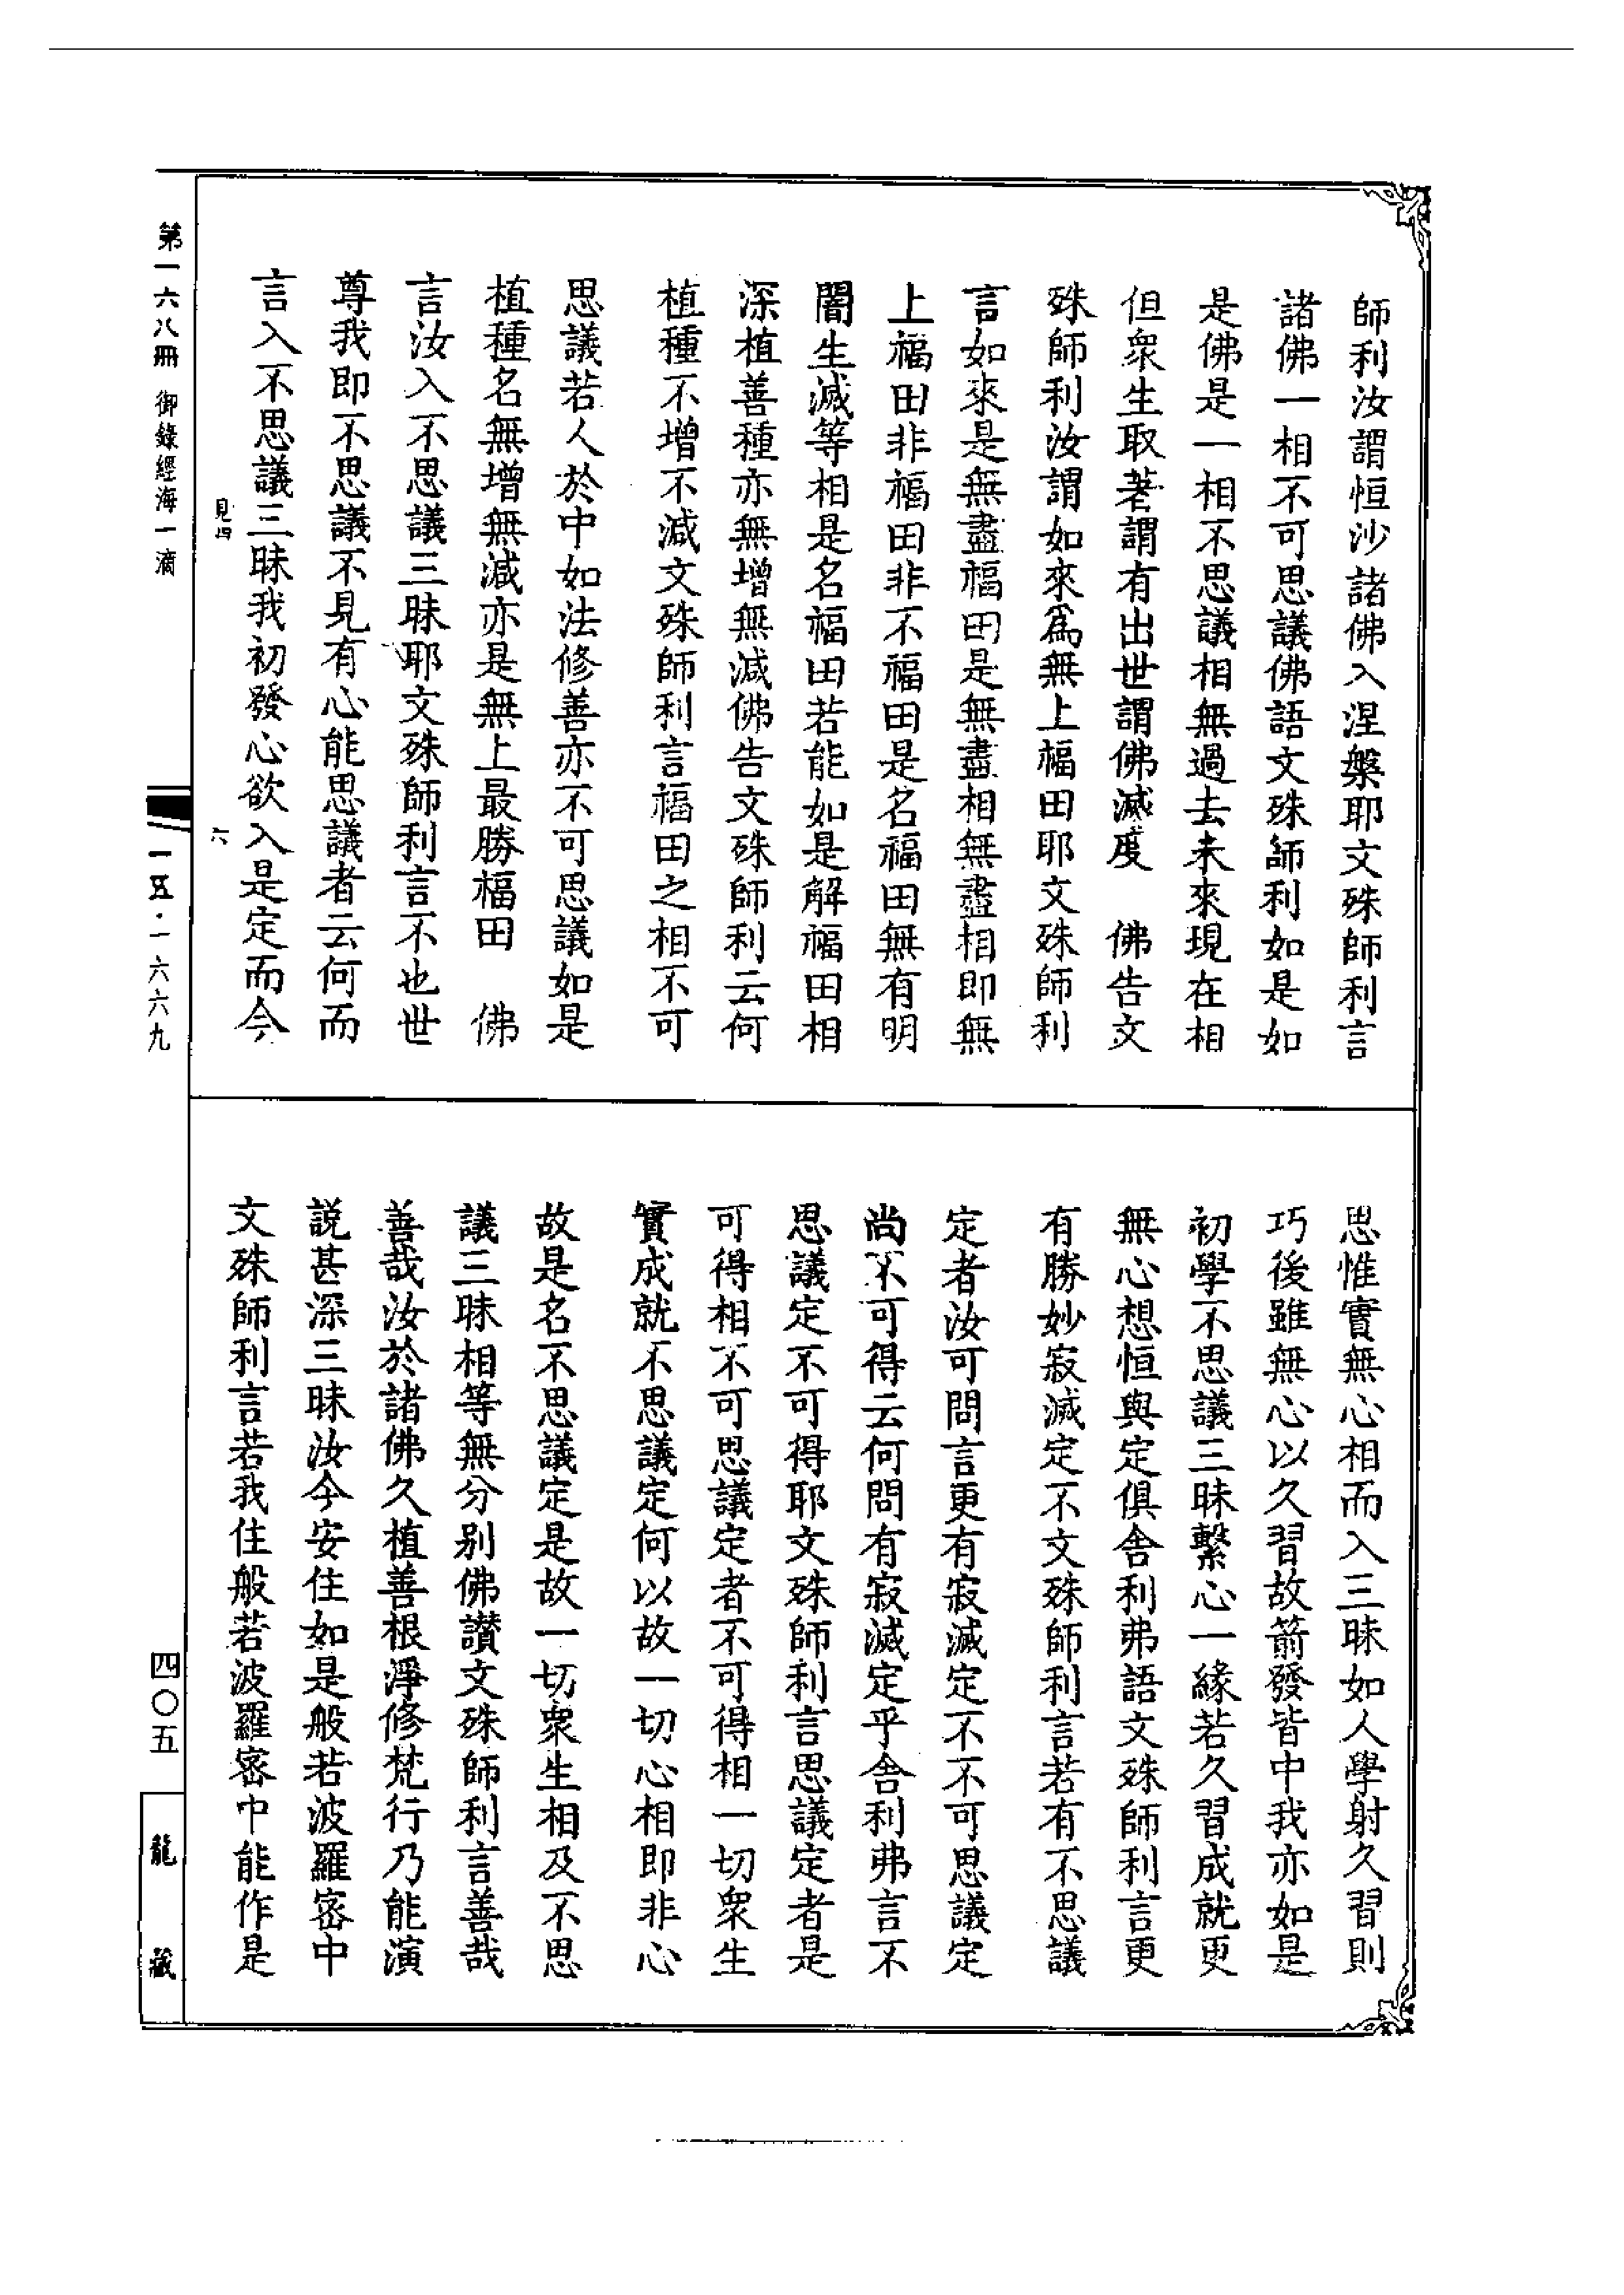 師利汝謂恒沙諸佛入涅槃耶文殊師利言
諸佛一相不可思議佛語文殊師利如是如
是佛是一相不思議相無過去未來現在相
但衆生取著謂有出世謂佛滅度　佛告文
殊師利汝謂如來爲無上福田耶文殊師利
言如來是無盡福田是無盡相無盡相即無
上福田非福田非不福田是名福田無有明
闇生滅等相是名福田若能如是解福田相
深植善種亦無增無減佛告文殊師利云何
植種不增不減文殊師利言福田之相不可
思議若人於中如法修善亦不可思議如是
植種名無增無減亦是無上最勝福田　佛
言汝入不思議三昧耶文殊師利言不也世
尊我即不思議不見有心能思議者云何而
言入不思議三昧我初發心欲入是定而今
見四
六
思惟實無心相而入三昧如人學射久習則
巧後雖無心以久習故箭發皆中我亦如是
初學不思議三昧繫心一緣若久習成就更
無心想恒與定俱舍利弗語文殊師利言更
有勝妙寂滅定不文殊師利言若有不思議
定者汝可問言更有寂滅定不不可思議定
尚不可得云何問有寂滅定乎舍利弗言不
思議定不可得耶文殊師利言思議定者是
可得相不可思議定者不可得相一切衆生
實成就不思議定何以故一切心相即非心
故是名不思議定是故一切衆生相及不思
議三昧相等無分别佛讚文殊師利言善哉
善哉汝於諸佛久植善根淨修梵行乃能演
説甚深三昧汝今安住如是般若波羅密中
文殊師利言若我住般若波羅密中能作是
第一六八冊　御錄經海一滴
一五·一六六九
四〇五
龍藏